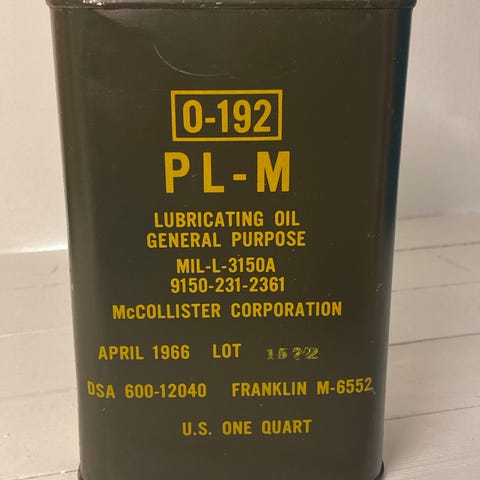 O-192
PL-M
LUBRICATING OIL
GENERAL PURPOSE
MIL-L-3150A
9150-231-2361
McCOLLISTER CORPORATION
APRIL 1966 LOT
DSA 600-12040 FRANKLIN M-6552
U.S. ONE QUART